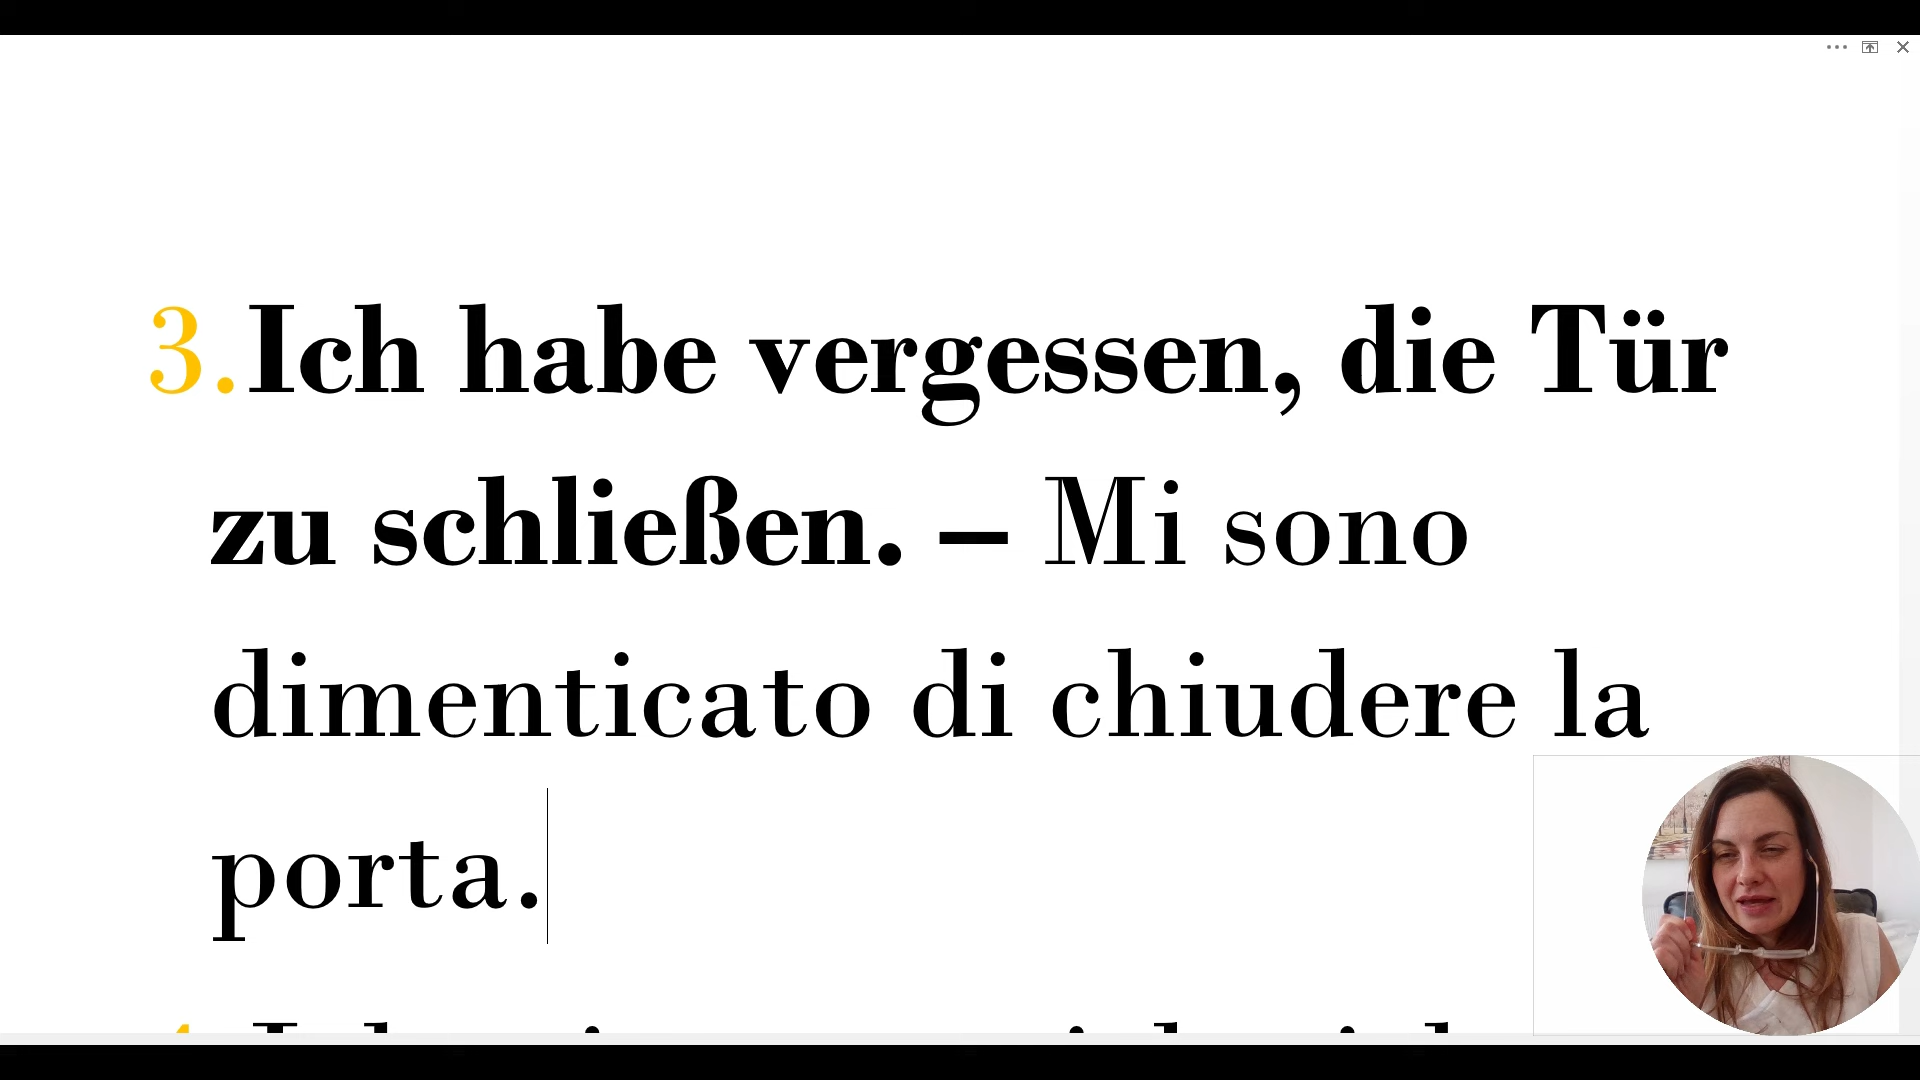 3. Ich habe vergessen, die Tür
zu schließen. – Mi sono
dimenticato di chiudere la
porta.